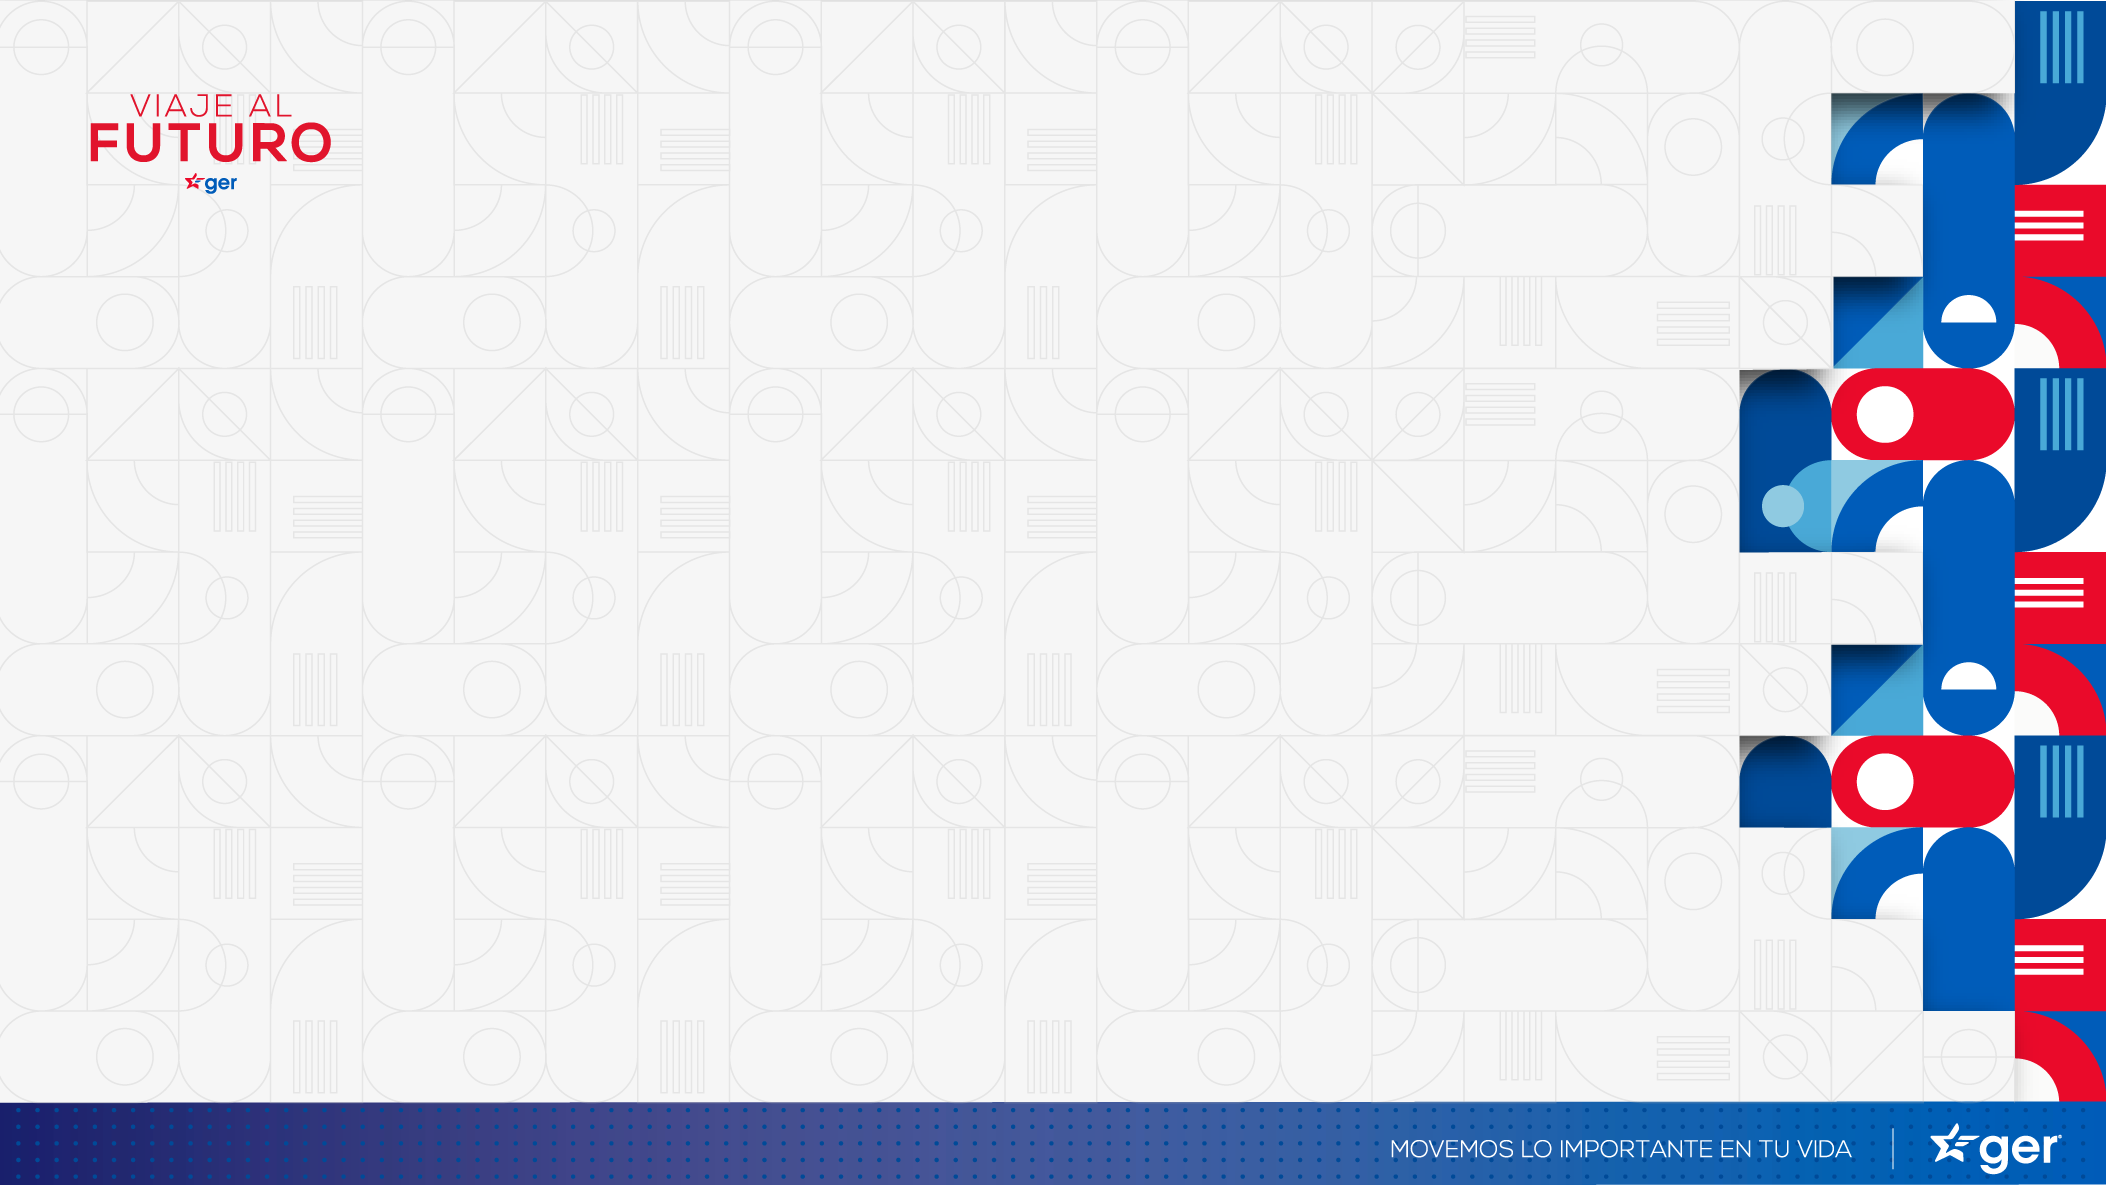 VIAJE AL
FUTURO
ger
MOVEMOS LO IMPORTANTE EN TU VIDA
ger